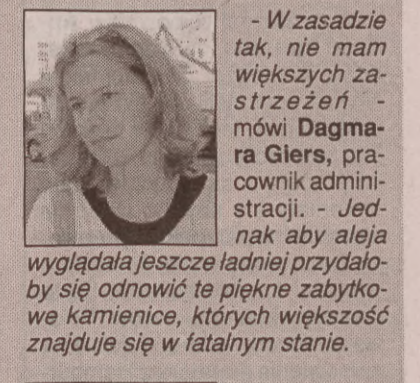 - W zasadzie
tak, nie mam
większych za-
strzeżeń -
mówi Dagma-
ra Giers, pra-
cownik admini-
stracji. - Jed-
nak aby aleja
wyglądała jeszcze ładniej przydało-
by się odnowić te piękne zabytko-
we kamienice, których większość
znajduje się w fatalnym stanie.